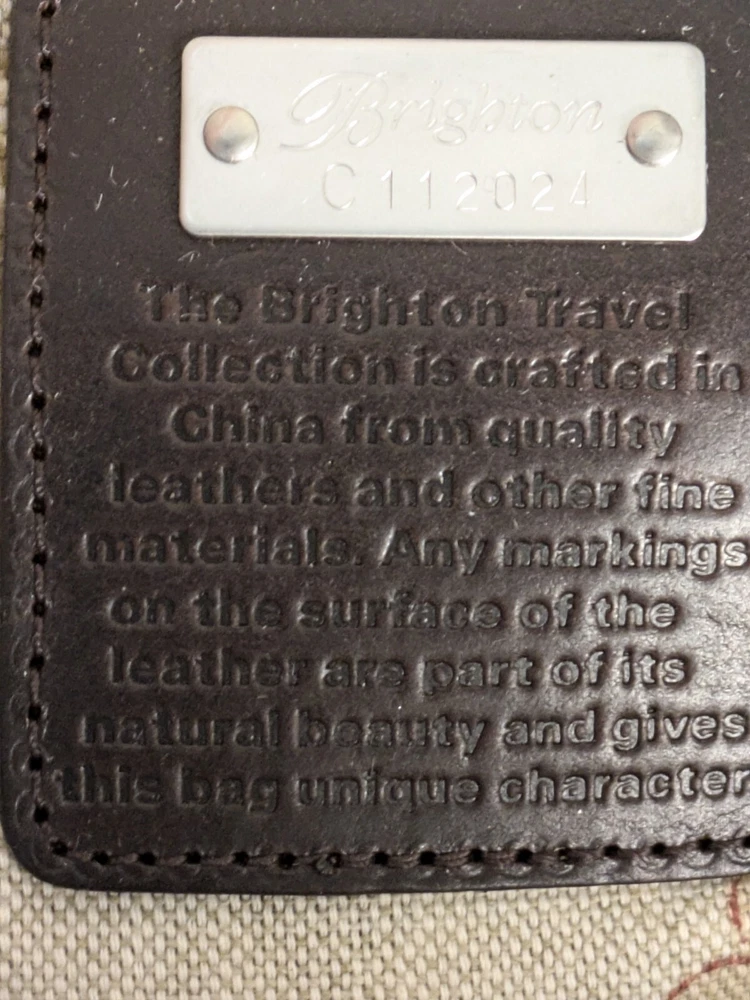 Brighton
C112024
The Brighton Travel
Collection is crafted in
China from quality
leathers and other fine
materials. Any markings
on the surface of the
leather are part of its
natural beauty and gives
this bag unique character